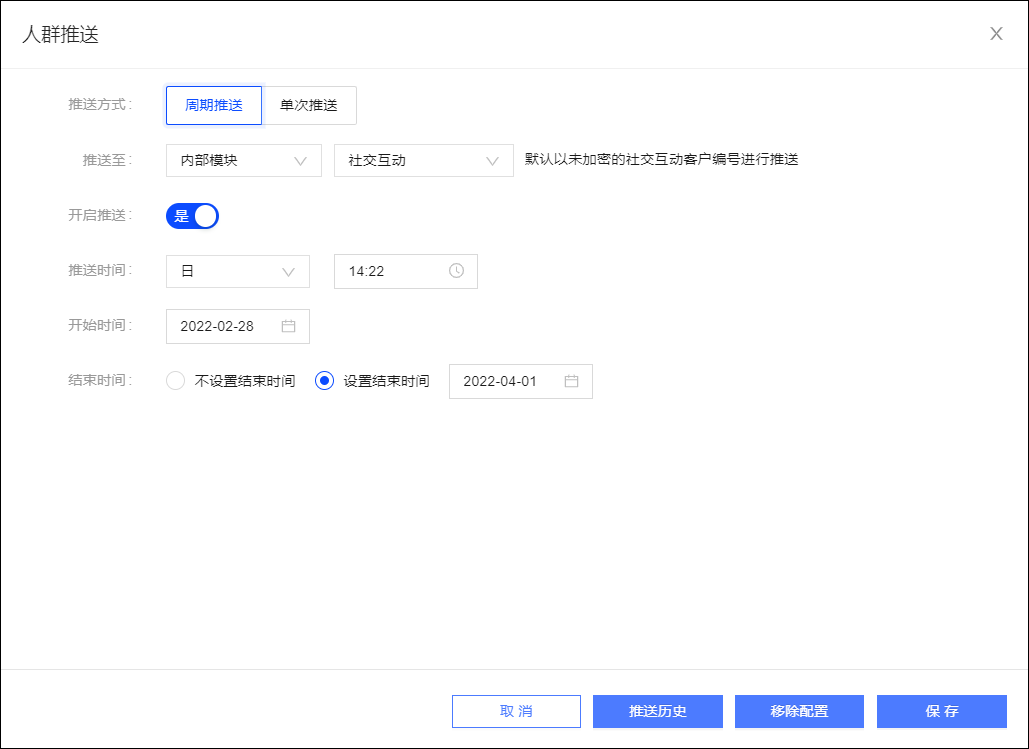 人群推送
推送方式：
周期推送 单次推送
推送至：
内部模块 社交互动 默认以未加密的社交互动客户编号进行推送
开启推送：
是
推送时间：
日 14:22
开始时间：
2022-02-28
结束时间：
不设置结束时间 设置结束时间 2022-04-01
取 消 推送历史 移除配置 保 存